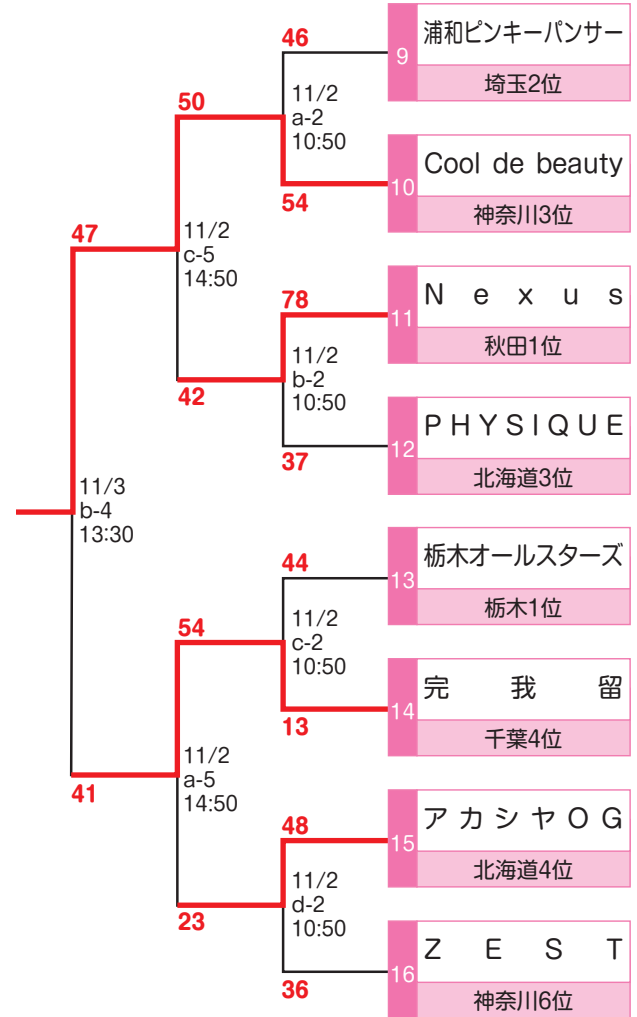 46
9
浦和ピンキーパンサー
埼玉2位
11/2
a-2
10:50
50
54
10
Cool de beauty
神奈川3位
47
11/2
c-5
14:50
78
11
Nexus
秋田1位
11/2
b-2
10:50
42
37
12
PHYSIQUE
北海道3位
11/3
b-4
13:30
44
13
栃木オールスターズ
栃木1位
11/2
c-2
10:50
54
13
14
完我留
千葉4位
41
11/2
a-5
14:50
48
15
アカシヤOG
北海道4位
11/2
d-2
10:50
23
36
16
ZEST
神奈川6位